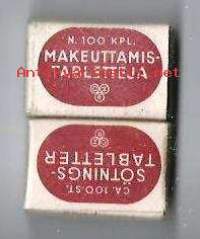 N. 100 KPL.
MAKEUTTAMIS-
TABLETTEJA
SÖTNINGS-
TABLETTER
CA. 100 ST.